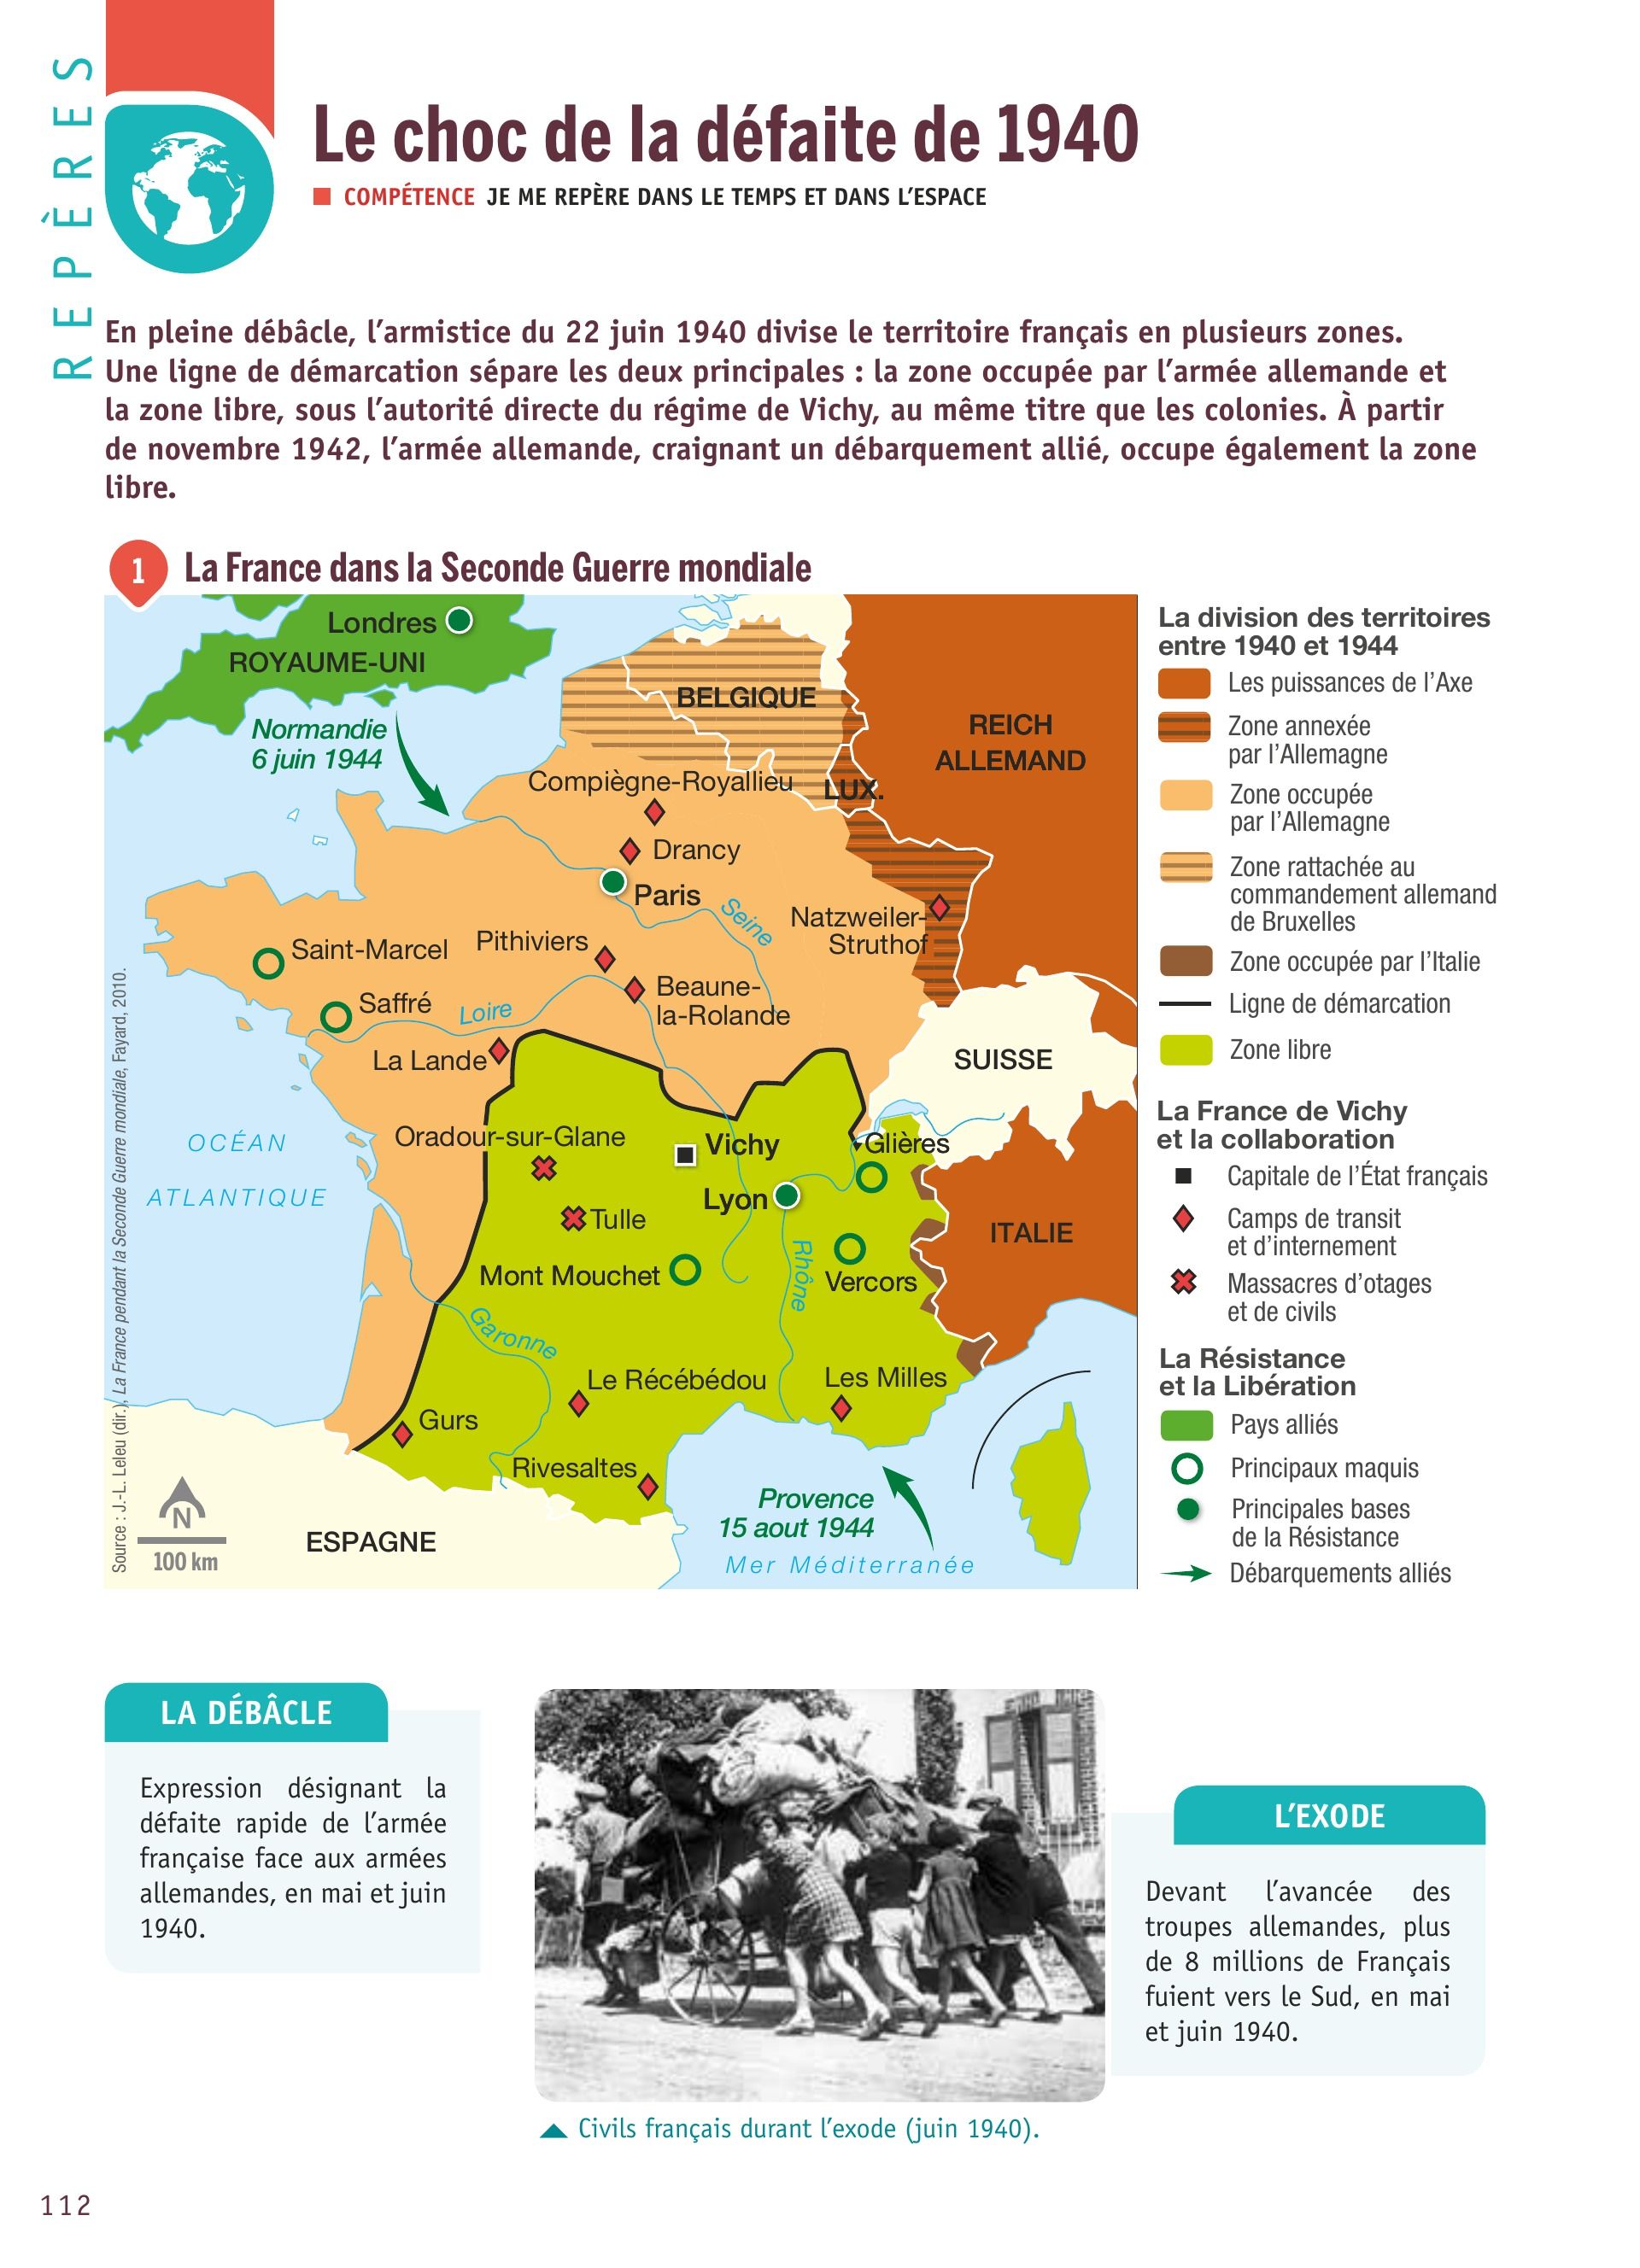 REPÈRES
Le choc de la défaite de 1940
COMPÉTENCE JE ME REPÈRE DANS LE TEMPS ET DANS L'ESPACE
En pleine débâcle, l'armistice du 22 juin 1940 divise le territoire français en plusieurs zones.
Une ligne de démarcation sépare les deux principales : la zone occupée par l'armée allemande et
la zone libre, sous l'autorité directe du régime de Vichy, au même titre que les colonies. À partir
de novembre 1942, l'armée allemande, craignant un débarquement allié, occupe également la zone
libre.
1 La France dans la Seconde Guerre mondiale
Londres
ROYAUME-UNI
Normandie
6 juin 1944
BELGIQUE
REICH
ALLEMAND
LUX.
Compiègne-Royallieu
Drancy
Paris
Seine
Natzweiler-
Struthof
Saint-Marcel
Pithiviers
Saffré
Loire
Beaune-
la-Rolande
La Lande
SUISSE
OCÉAN
ATLANTIQUE
Oradour-sur-Glane
Vichy
Glières
Lyon
Tulle
ITALIE
Mont Mouchet
Rhône
Vercors
Garonne
Le Récébédou
Les Milles
Gurs
Rivesaltes
Provence
15 aout 1944
Mer Méditerranée
ESPAGNE
N
100 km
Source : J.-L. Leleu (dir.), La France pendant la Seconde Guerre mondiale, Fayard, 2010.
La division des territoires
entre 1940 et 1944
Les puissances de l'Axe
Zone annexée
par l'Allemagne
Zone occupée
par l'Allemagne
Zone rattachée au
commandement allemand
de Bruxelles
Zone occupée par l'Italie
Ligne de démarcation
Zone libre
La France de Vichy
et la collaboration
Capitale de l'État français
Camps de transit
et d'internement
Massacres d'otages
et de civils
La Résistance
et la Libération
Pays alliés
Principaux maquis
Principales bases
de la Résistance
Débarquements alliés
LA DÉBÂCLE
Expression désignant la
défaite rapide de l'armée
française face aux armées
allemandes, en mai et juin
1940.
Civils français durant l'exode (juin 1940).
L'EXODE
Devant l'avancée des
troupes allemandes, plus
de 8 millions de Français
fuient vers le Sud, en mai
et juin 1940.
112